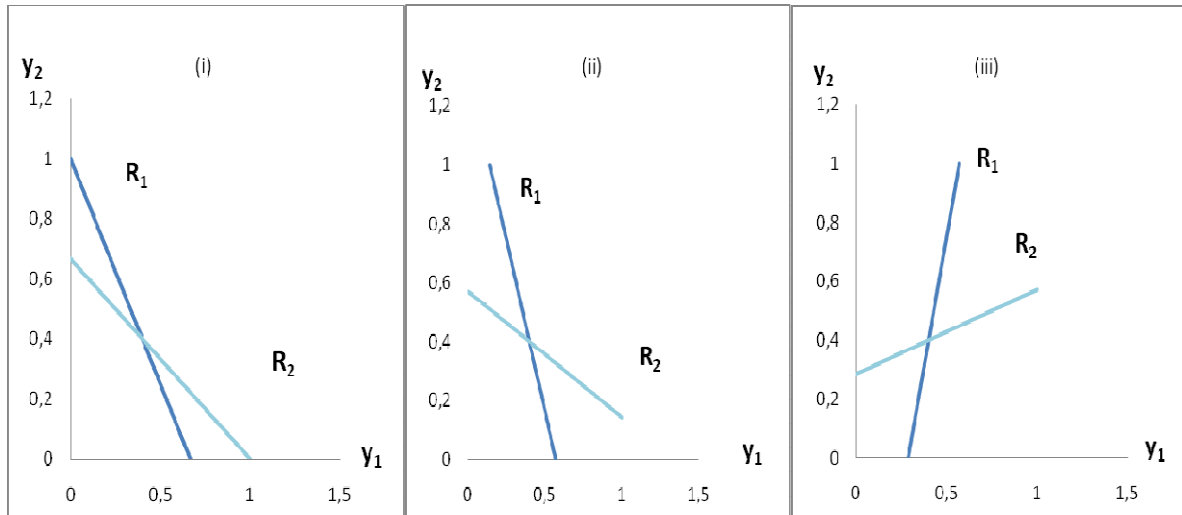 (i)
y₂
1,2
1
0,8
0,6
0,4
0,2
0
R₁
R₂
y₁
0 0,5 1 1,5
(ii)
y₂
1,2
1
0,8
0,6
0,4
0,2
0
R₁
R₂
y₁
0 0,5 1 1,5
(iii)
y₂
1,2
1
0,8
0,6
0,4
0,2
0
R₁
R₂
y₁
0 0,5 1 1,5